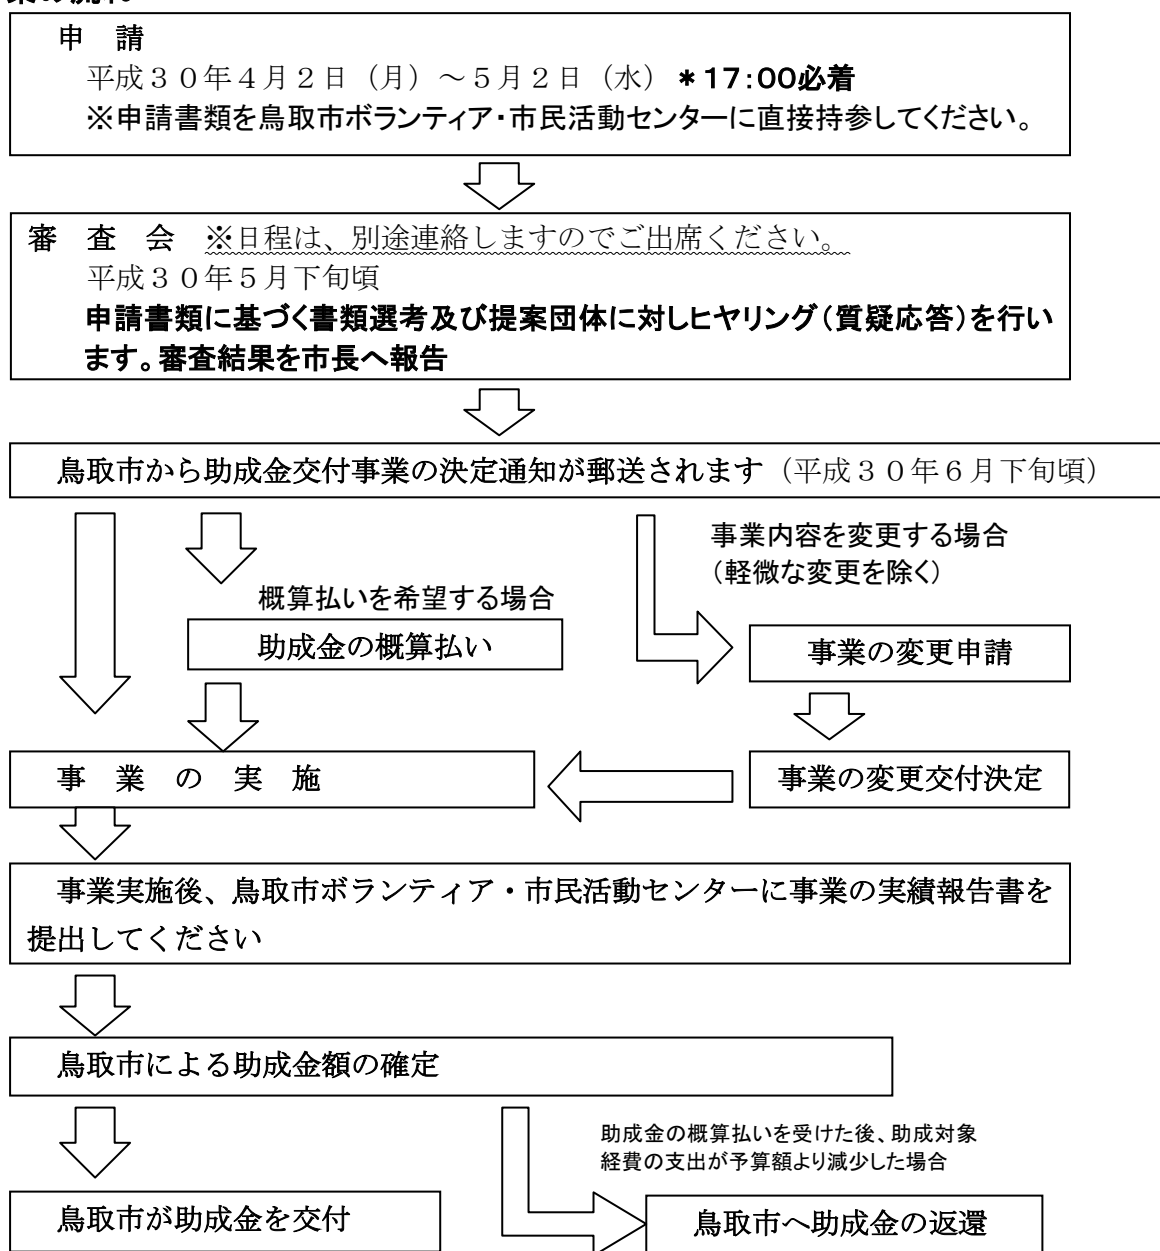 申　請
平成３０年４月２日（月）～５月２日（水）＊17:00必着
※申請書類を鳥取市ボランティア・市民活動センターに直接持参してください。
審　査　会　※日程は、別途連絡しますのでご出席ください。
平成３０年５月下旬頃
申請書類に基づく書類選考及び提案団体に対しヒヤリング（質疑応答）を行い
ます。審査結果を市長へ報告
鳥取市から助成金交付事業の決定通知が郵送されます（平成３０年６月下旬頃）
事業内容を変更する場合
（軽微な変更を除く）
概算払いを希望する場合
助成金の概算払い
事業の変更申請
事　業　の　実　施
事業の変更交付決定
事業実施後、鳥取市ボランティア・市民活動センターに事業の実績報告書を
提出してください
鳥取市による助成金額の確定
助成金の概算払いを受けた後、助成対象
経費の支出が予算額より減少した場合
鳥取市が助成金を交付
鳥取市へ助成金の返還